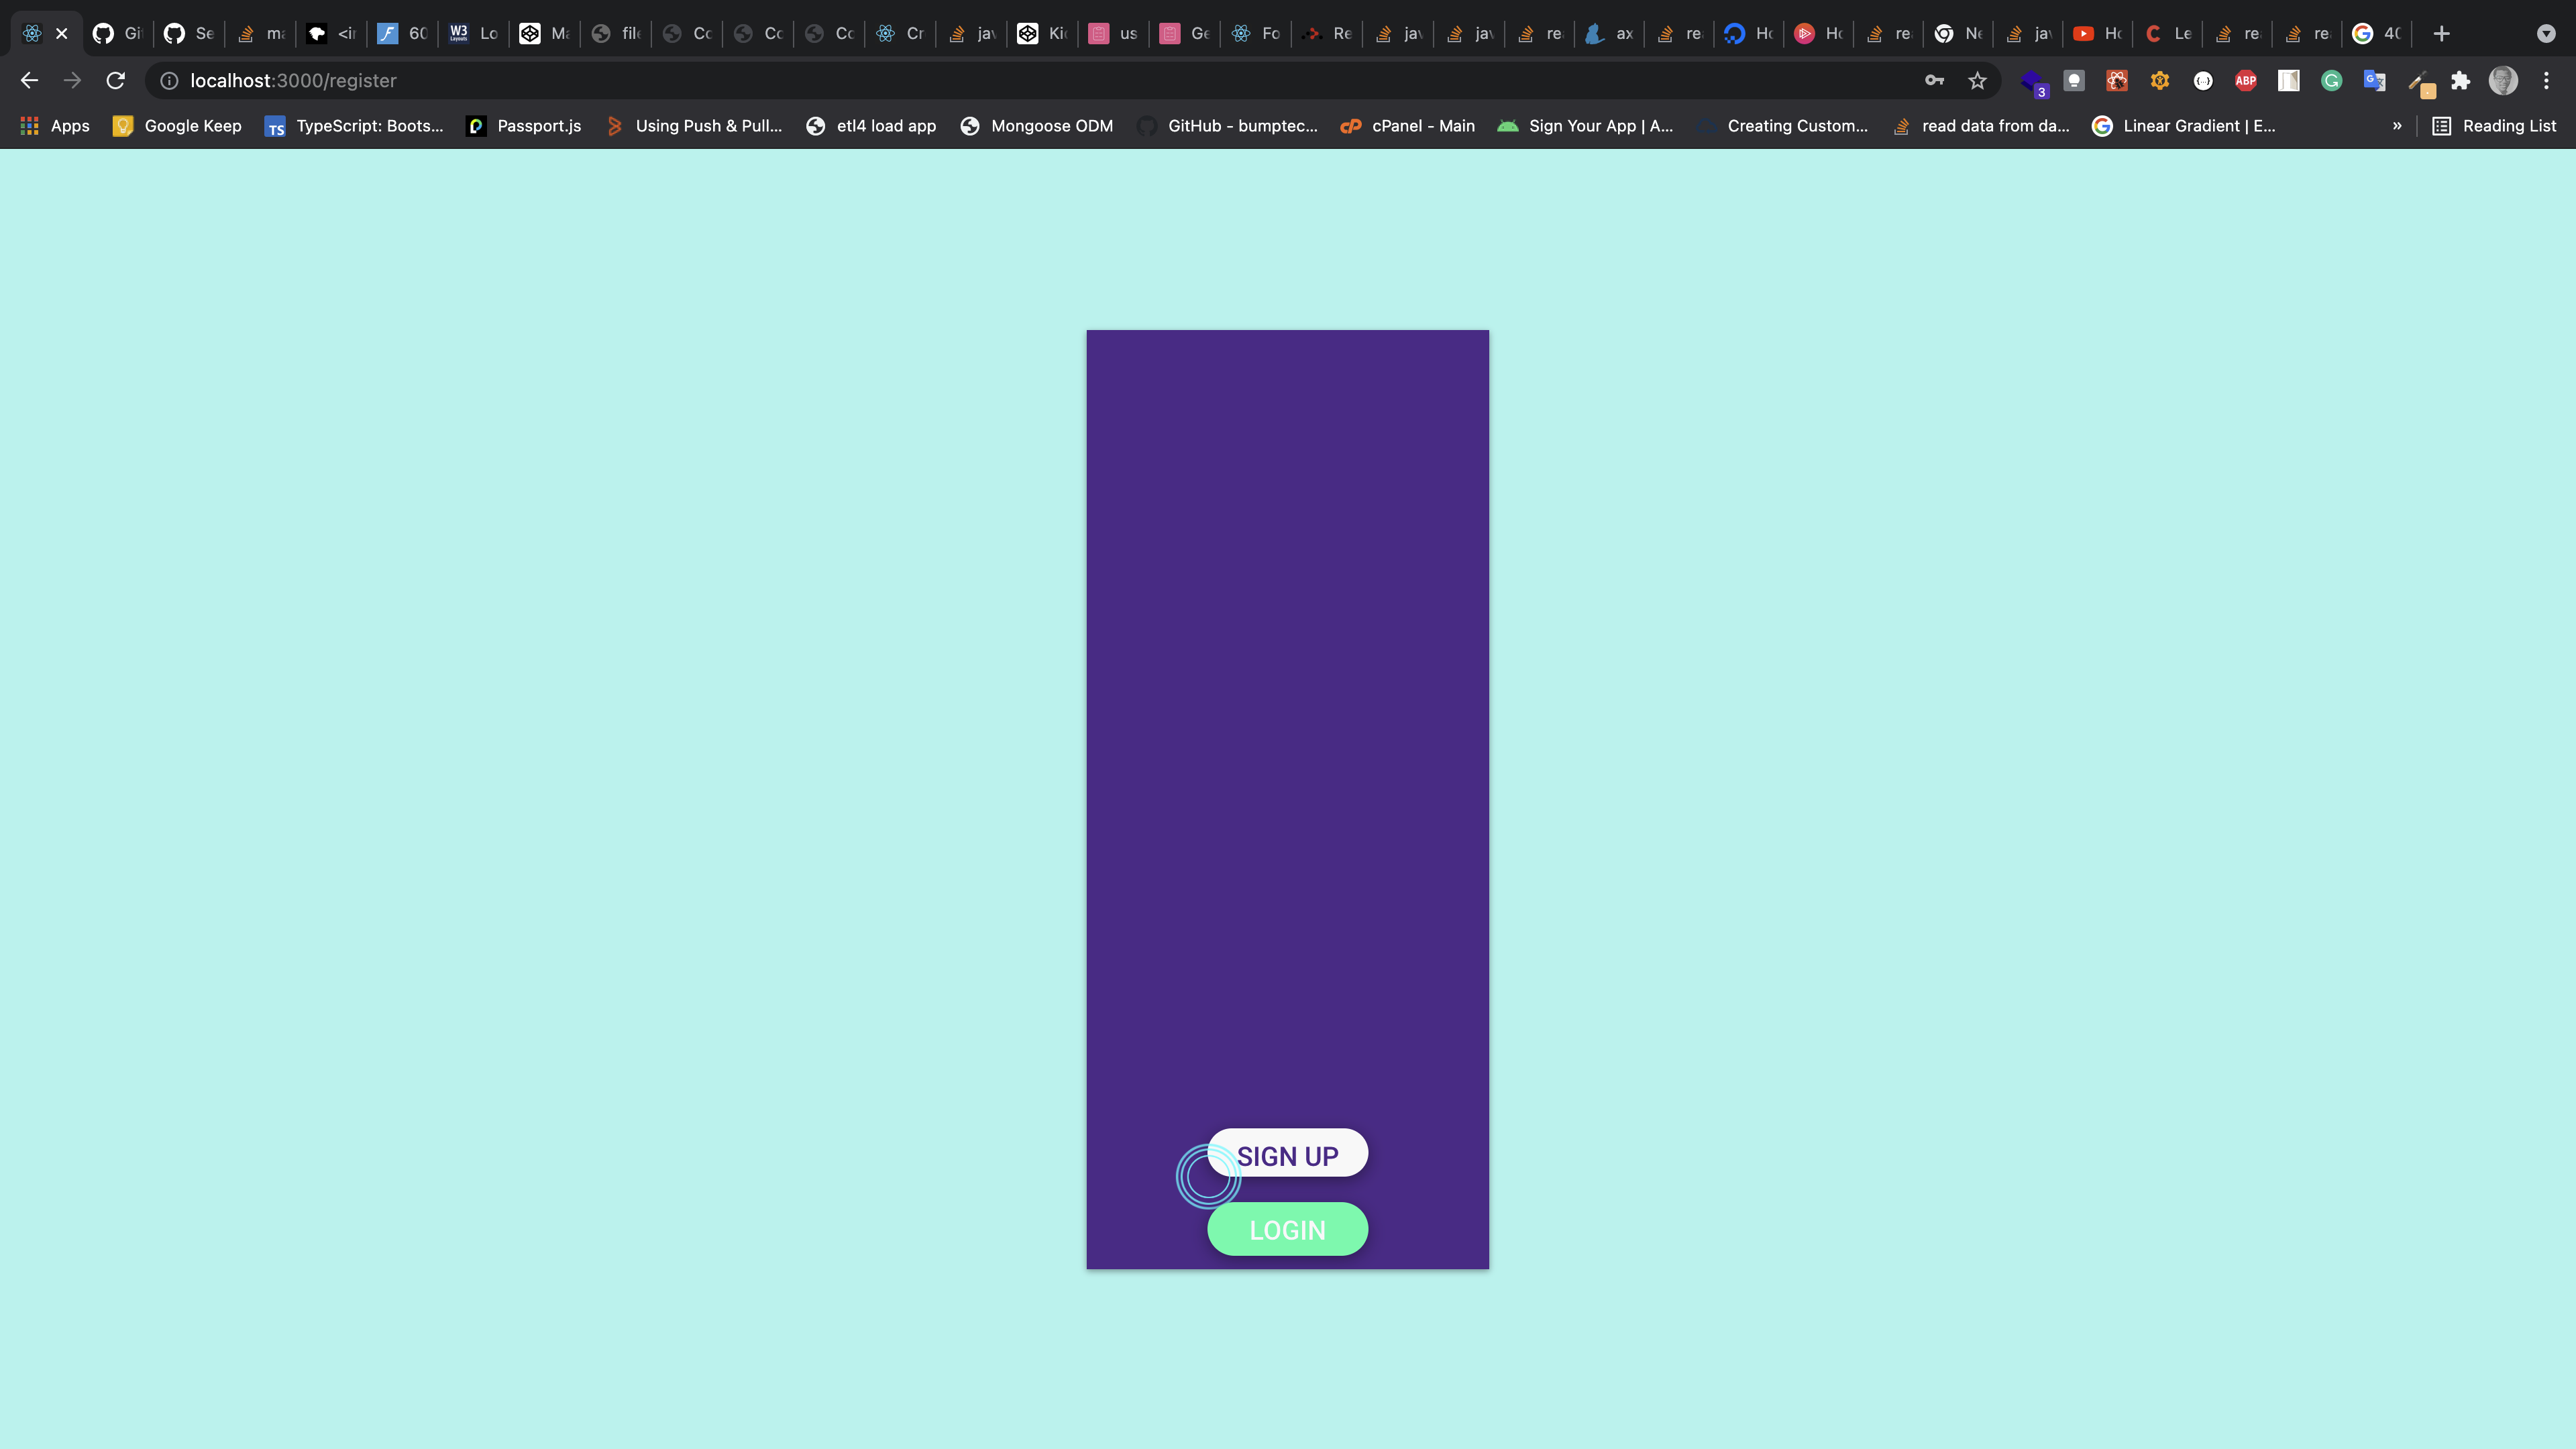 Gi Se ma <ir 60 Lo Ma file Co Co Co Cr jav Kic us Ge Fo Re jav jav re ax re Ho Ho re Ne jav Ho Le re re 40
localhost:3000/register
3 ABP
Apps Google Keep TypeScript: Boots... Passport.js Using Push & Pull... etl4 load app Mongoose ODM GitHub - bumptec... cPanel - Main Sign Your App | A... Creating Custom... read data from da... Linear Gradient | E... » Reading List
SIGN UP
LOGIN